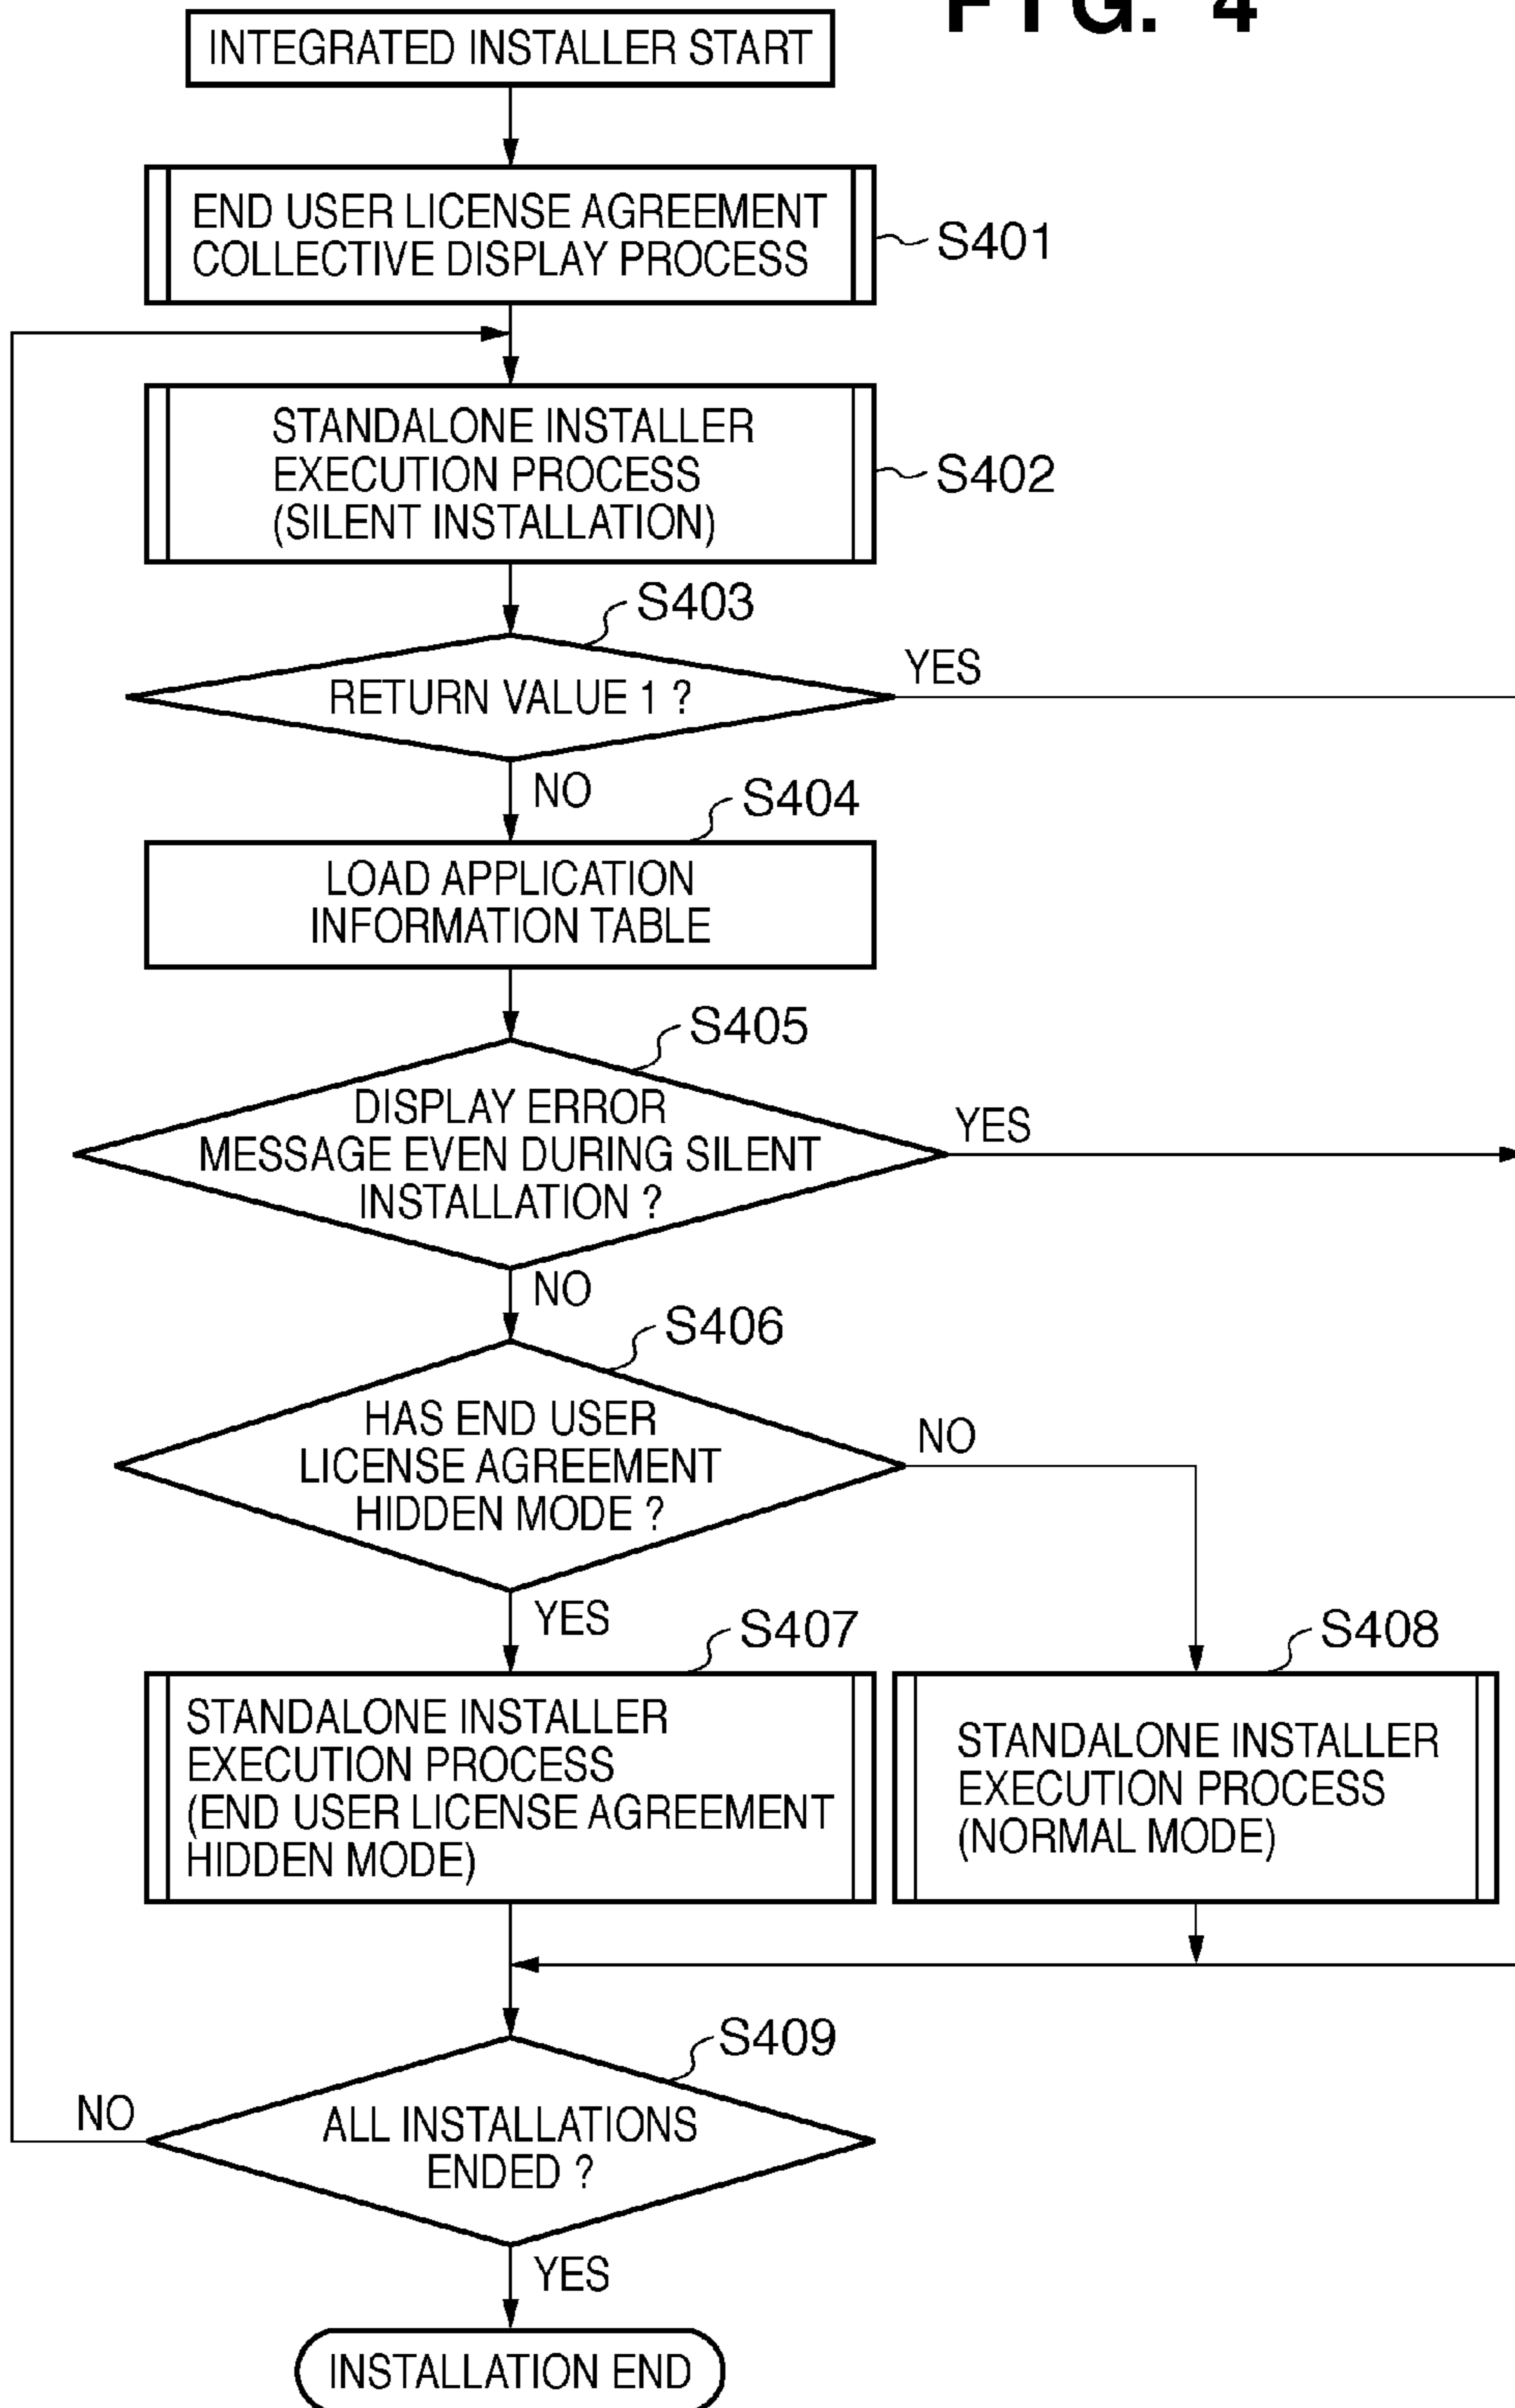 FIG. 4
INTEGRATED INSTALLER START
END USER LICENSE AGREEMENT
COLLECTIVE DISPLAY PROCESS
S401
STANDALONE INSTALLER
EXECUTION PROCESS
(SILENT INSTALLATION)
S402
S403
RETURN VALUE 1 ?
YES
NO
S404
LOAD APPLICATION
INFORMATION TABLE
S405
DISPLAY ERROR
MESSAGE EVEN DURING SILENT
INSTALLATION ?
YES
NO
S406
HAS END USER
LICENSE AGREEMENT
HIDDEN MODE ?
NO
YES
S407
STANDALONE INSTALLER
EXECUTION PROCESS
(END USER LICENSE AGREEMENT
HIDDEN MODE)
S408
STANDALONE INSTALLER
EXECUTION PROCESS
(NORMAL MODE)
S409
ALL INSTALLATIONS
ENDED ?
NO
YES
INSTALLATION END